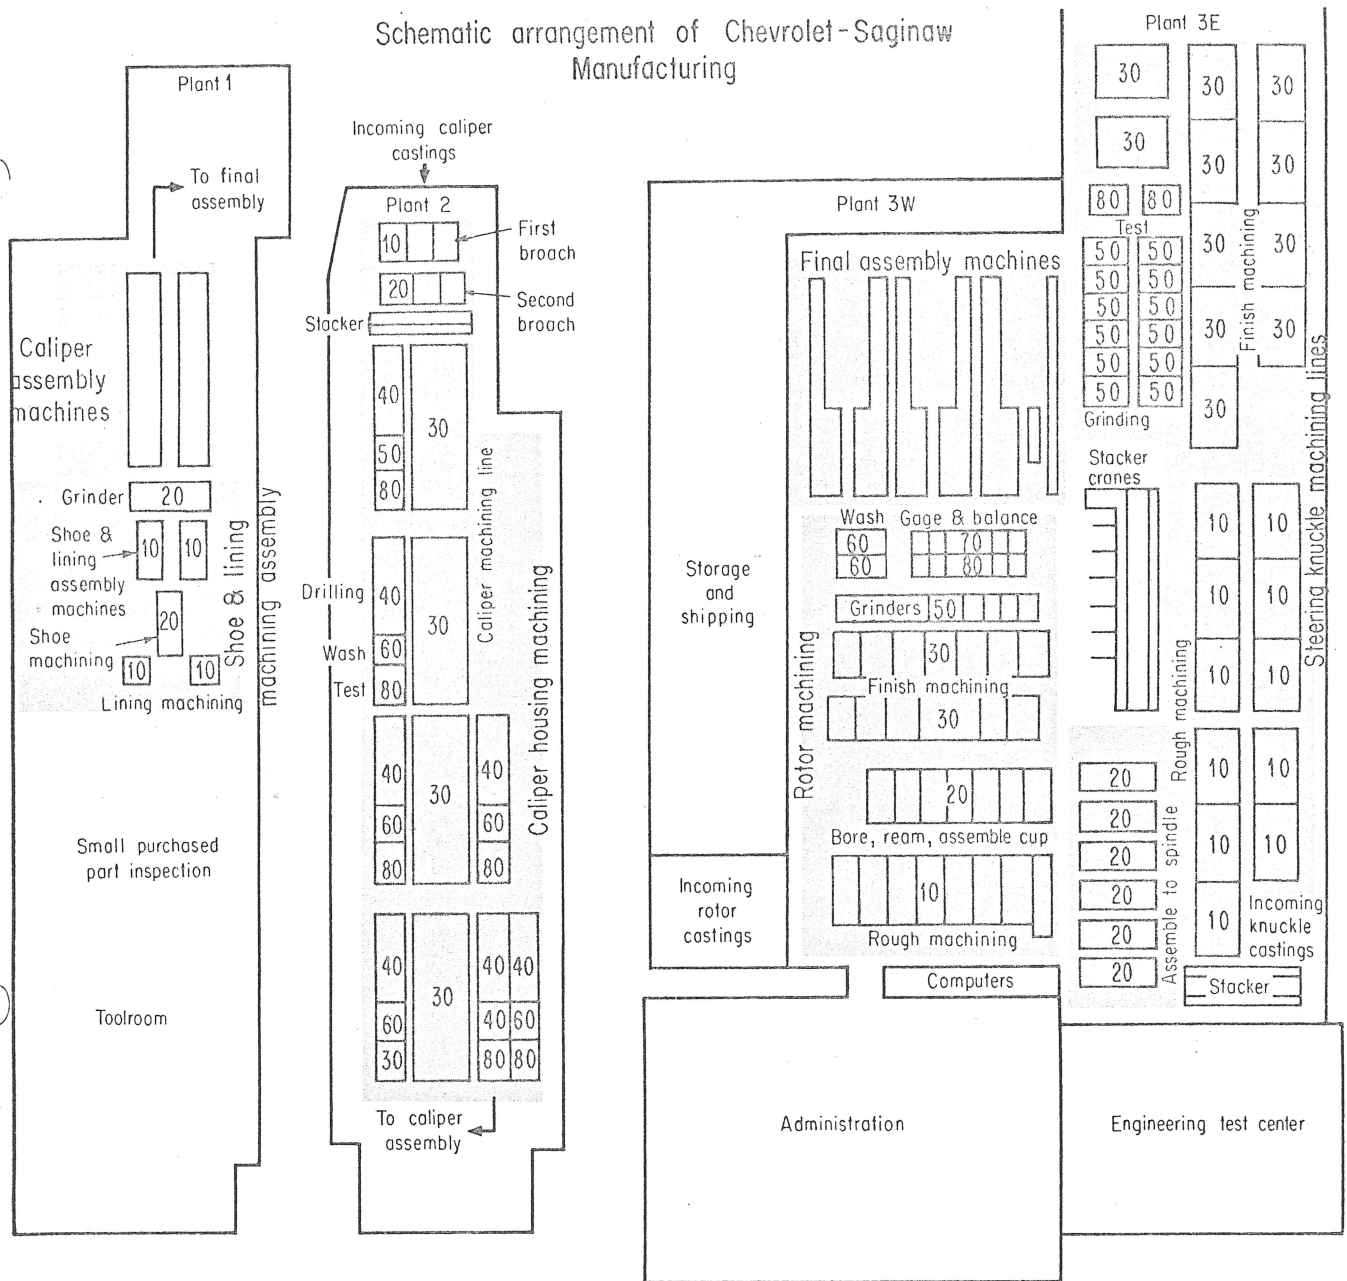 Schematic arrangement of Chevrolet-Saginaw
Manufacturing
Plant 1
To final
assembly
Caliper
assembly
machines
Grinder
20
Shoe &
lining
assembly
machines
10
10
20
Shoe
machining
10
10
Lining machining
Shoe & lining
machining assembly
Small purchased
part inspection
Toolroom
Incoming caliper
castings
Plant 2
10
First
broach
20
Second
broach
Stacker
40
50
80
30
Caliper machining line
Drilling
40
Wash
60
Test
80
30
Caliper housing machining
40
60
80
30
40
60
80
40
60
30
30
40 40
40 60
80 80
To caliper
assembly
Plant 3W
Final assembly machines
Storage
and
shipping
Wash
60
60
Gage & balance
70
80
Grinders 50
30
Finish machining
30
Rotor machining
20
Bore, ream, assemble cup
10
Rough machining
Incoming
rotor
castings
Computers
Administration
Plant 3E
30
30
80 80
Test
50 50
50 50
50 50
50 50
50 50
50 50
Grinding
30
30
30
30
30
Finish machining
30
30
30
30
Steering knuckle machining lines
Stacker
cranes
10 10
10 10
10 10
Rough machining
10 10
10 10
10
20
20
20
20
20
20
Assemble to spindle
Incoming
knuckle
castings
Stacker
Engineering test center